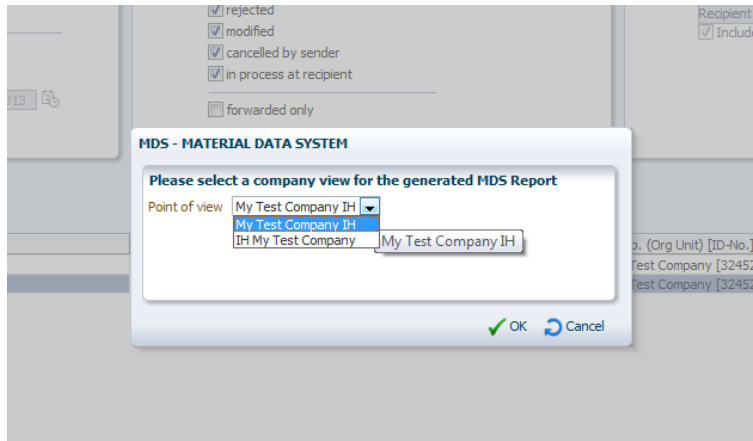 rejected
modified
cancelled by sender
in process at recipient
forwarded only
Recipient
Include
013
MDS - MATERIAL DATA SYSTEM
Please select a company view for the generated MDS Report
Point of view My Test Company IH
My Test Company IH
IH My Test Company
My Test Company IH
OK Cancel
o. (Org Unit) [ID-No.]
Test Company [32452
Test Company [32452